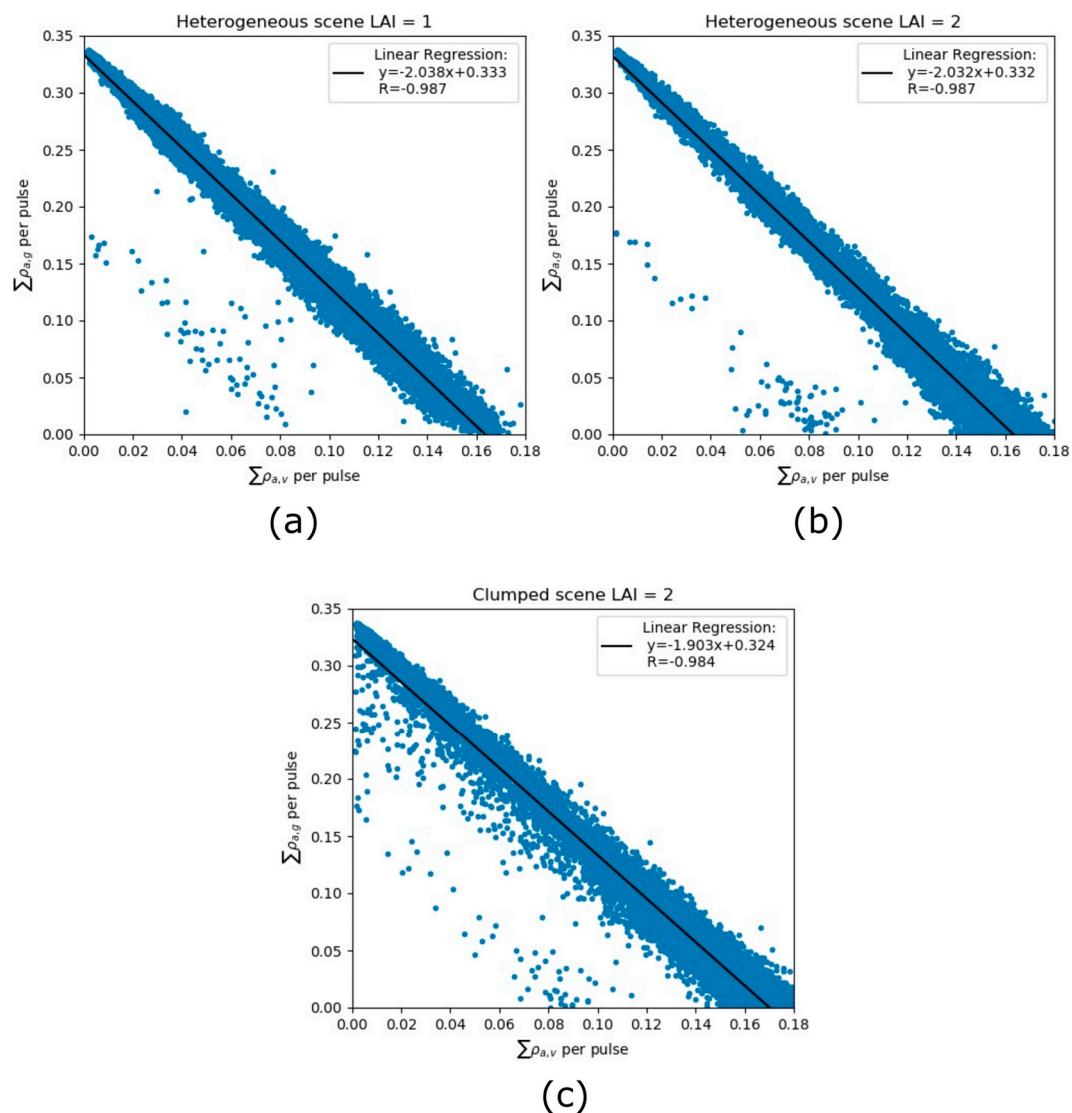 Heterogeneous scene LAI = 1
0.35
0.30
0.25
0.20
0.15
0.10
0.05
0.00
∑ρa,g per pulse
Linear Regression:
y=-2.038x+0.333
R=-0.987
0.00 0.02 0.04 0.06 0.08 0.10 0.12 0.14 0.16 0.18
∑ρa,v per pulse
(a)
Heterogeneous scene LAI = 2
0.35
0.30
0.25
0.20
0.15
0.10
0.05
0.00
∑ρa,g per pulse
Linear Regression:
y=-2.032x+0.332
R=-0.987
0.00 0.02 0.04 0.06 0.08 0.10 0.12 0.14 0.16 0.18
∑ρa,v per pulse
(b)
Clumped scene LAI = 2
0.35
0.30
0.25
0.20
0.15
0.10
0.05
0.00
∑ρa,g per pulse
Linear Regression:
y=-1.903x+0.324
R=-0.984
0.00 0.02 0.04 0.06 0.08 0.10 0.12 0.14 0.16 0.18
∑ρa,v per pulse
(c)